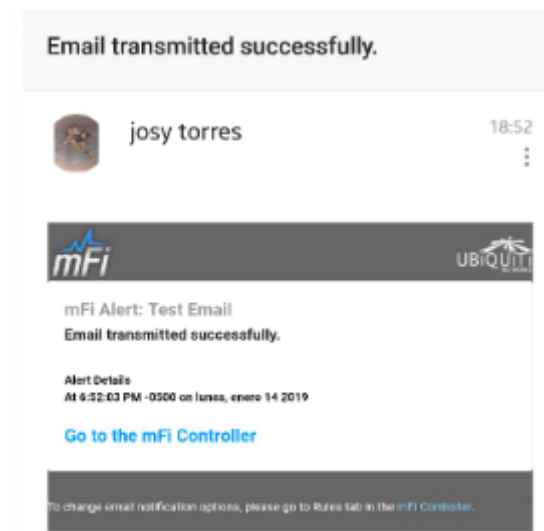 Email transmitted successfully.
josy torres
18:52
mFi
UBiQUiTi
mFi Alert: Test Email
Email transmitted successfully.
Alert Details
At 6:52:03 PM -0500 on lunes, enero 14 2019
Go to the mFi Controller
To change email notification options, please go to Rules tab in the mFi Controller.